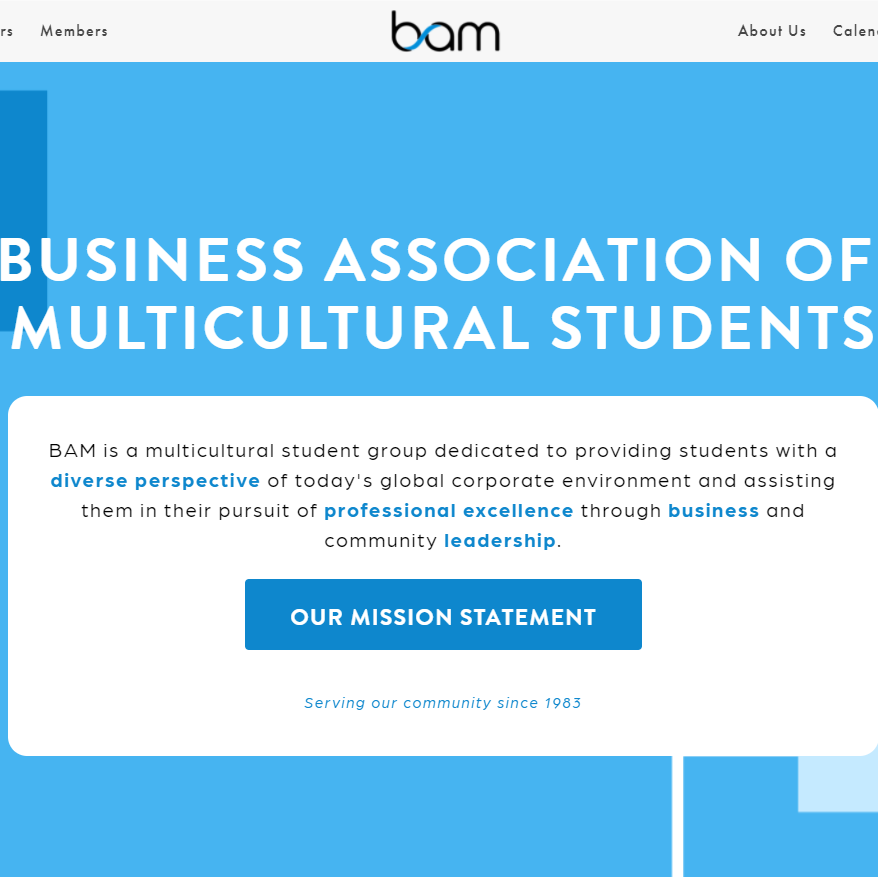 rs Members bam About Us Calen
BUSINESS ASSOCIATION OF
MULTICULTURAL STUDENTS
BAM is a multicultural student group dedicated to providing students with a
diverse perspective of today's global corporate environment and assisting
them in their pursuit of professional excellence through business and
community leadership.
OUR MISSION STATEMENT
Serving our community since 1983